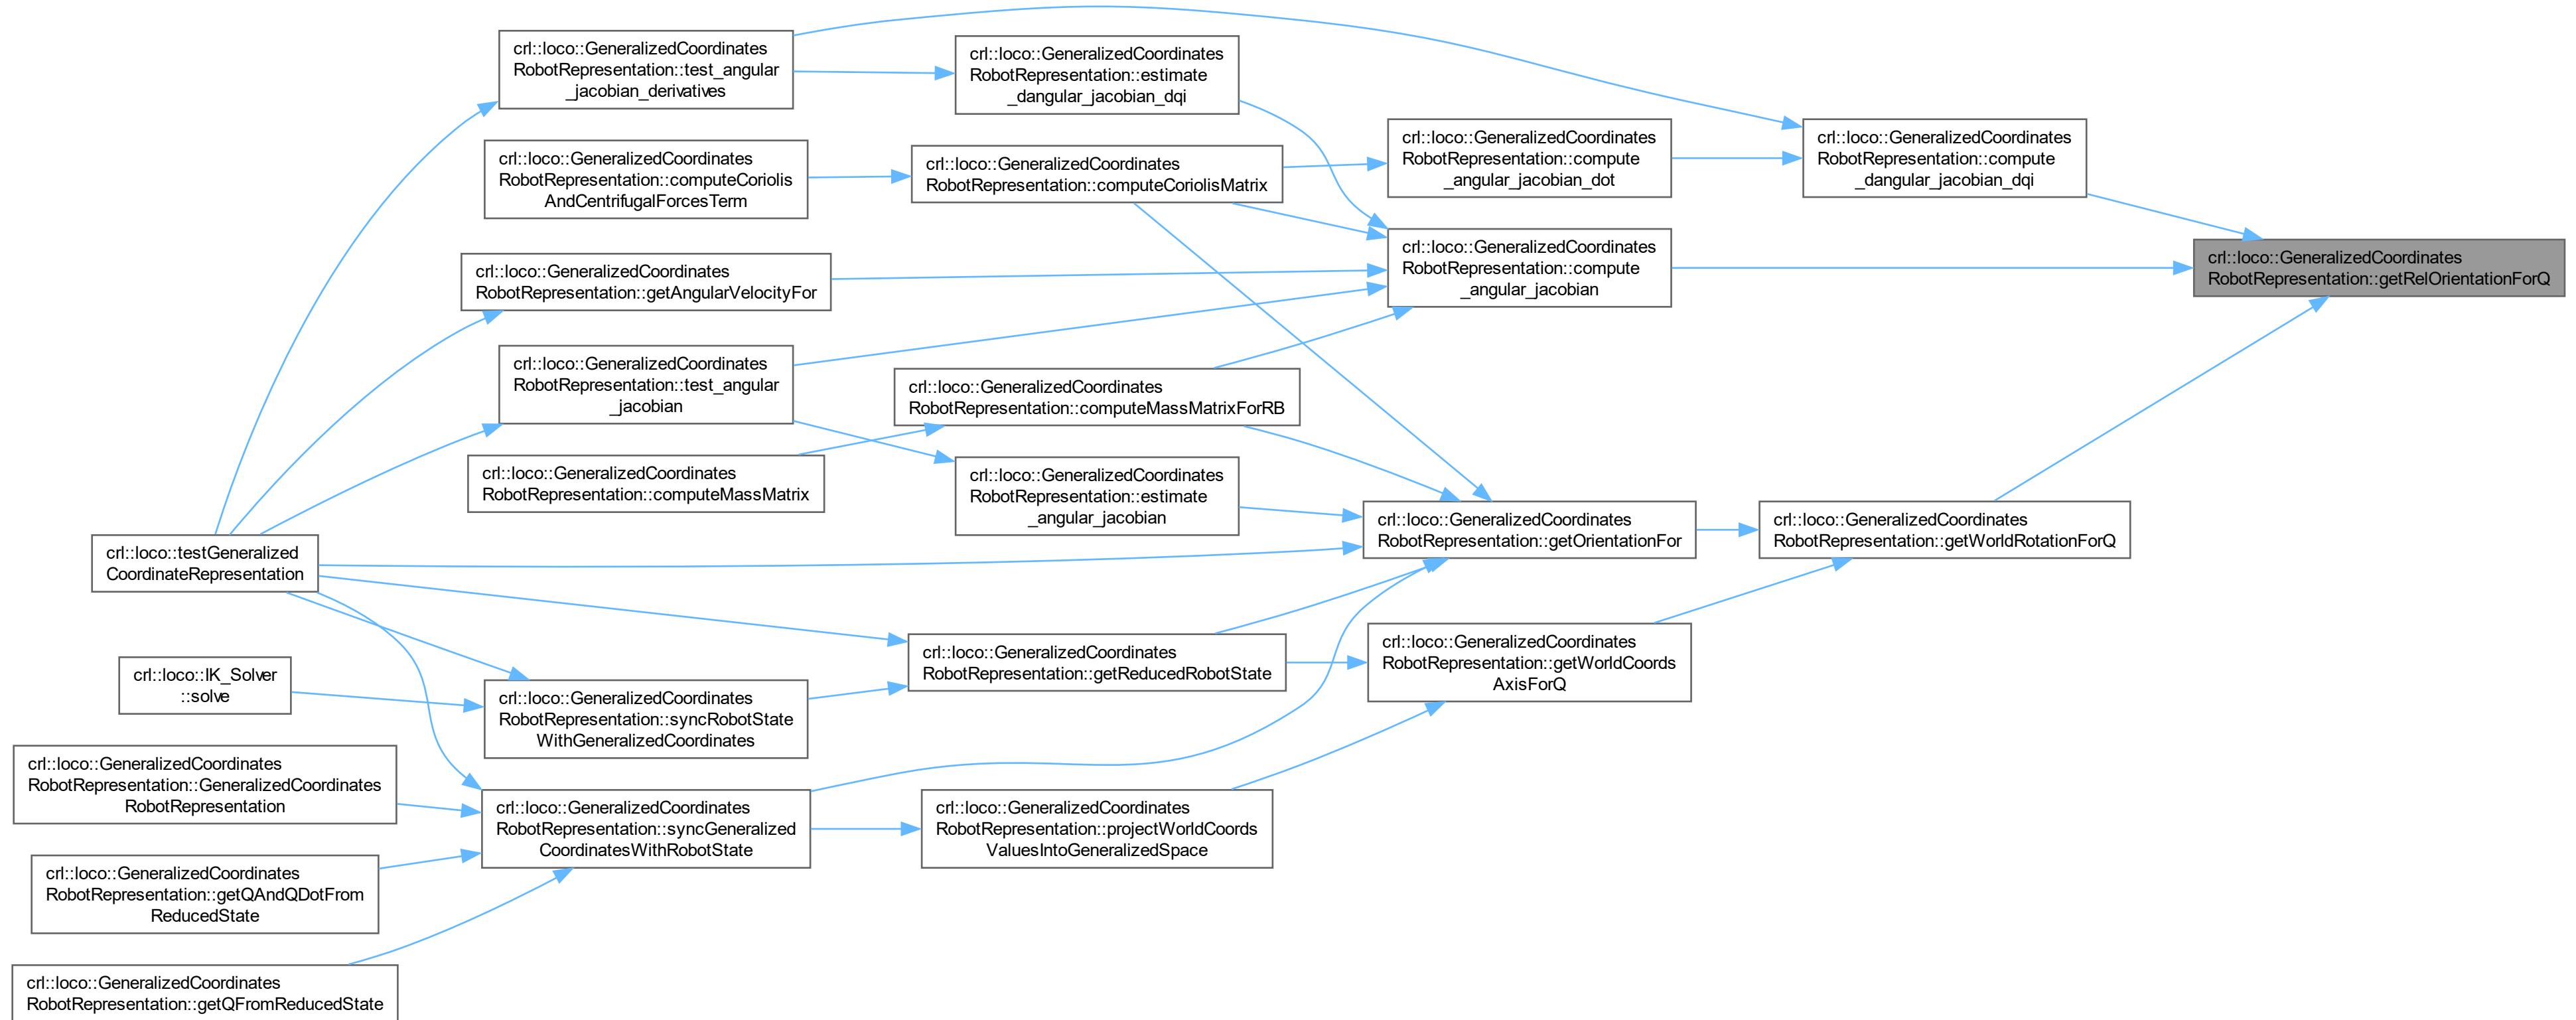 crl::loco::GeneralizedCoordinates
RobotRepresentation::test_angular
_jacobian_derivatives
crl::loco::GeneralizedCoordinates
RobotRepresentation::estimate
_dangular_jacobian_dqi
crl::loco::GeneralizedCoordinates
RobotRepresentation::compute
_angular_jacobian_dot
crl::loco::GeneralizedCoordinates
RobotRepresentation::compute
_dangular_jacobian_dqi
crl::loco::GeneralizedCoordinates
RobotRepresentation::computeCoriolis
AndCentrifugalForcesTerm
crl::loco::GeneralizedCoordinates
RobotRepresentation::computeCoriolisMatrix
crl::loco::GeneralizedCoordinates
RobotRepresentation::compute
_angular_jacobian
crl::loco::GeneralizedCoordinates
RobotRepresentation::getRelOrientationForQ
crl::loco::GeneralizedCoordinates
RobotRepresentation::getAngularVelocityFor
crl::loco::GeneralizedCoordinates
RobotRepresentation::test_angular
_jacobian
crl::loco::GeneralizedCoordinates
RobotRepresentation::computeMassMatrixForRB
crl::loco::GeneralizedCoordinates
RobotRepresentation::computeMassMatrix
crl::loco::GeneralizedCoordinates
RobotRepresentation::estimate
_angular_jacobian
crl::loco::GeneralizedCoordinates
RobotRepresentation::getOrientationFor
crl::loco::GeneralizedCoordinates
RobotRepresentation::getWorldRotationForQ
crl::loco::testGeneralized
CoordinateRepresentation
crl::loco::GeneralizedCoordinates
RobotRepresentation::getReducedRobotState
crl::loco::GeneralizedCoordinates
RobotRepresentation::getWorldCoords
AxisForQ
crl::loco::IK_Solver
::solve
crl::loco::GeneralizedCoordinates
RobotRepresentation::syncRobotState
WithGeneralizedCoordinates
crl::loco::GeneralizedCoordinates
RobotRepresentation::GeneralizedCoordinates
RobotRepresentation
crl::loco::GeneralizedCoordinates
RobotRepresentation::syncGeneralized
CoordinatesWithRobotState
crl::loco::GeneralizedCoordinates
RobotRepresentation::projectWorldCoords
ValuesIntoGeneralizedSpace
crl::loco::GeneralizedCoordinates
RobotRepresentation::getQAndQDotFrom
ReducedState
crl::loco::GeneralizedCoordinates
RobotRepresentation::getQFromReducedState